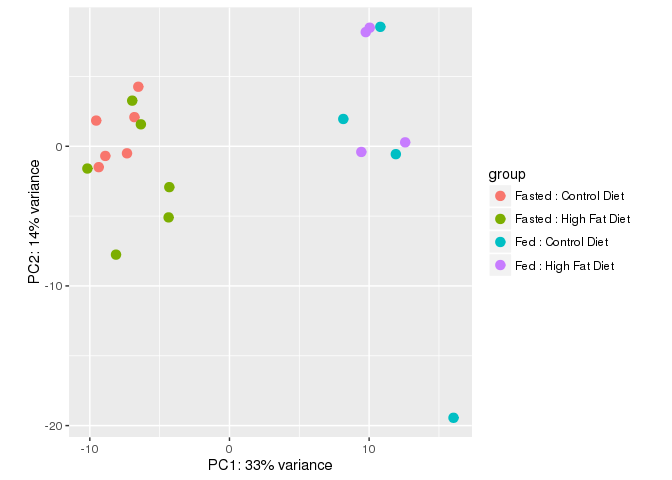 0
-10
-20
-10
0
10
PC1: 33% variance
PC2: 14% variance
group
Fasted : Control Diet
Fasted : High Fat Diet
Fed : Control Diet
Fed : High Fat Diet